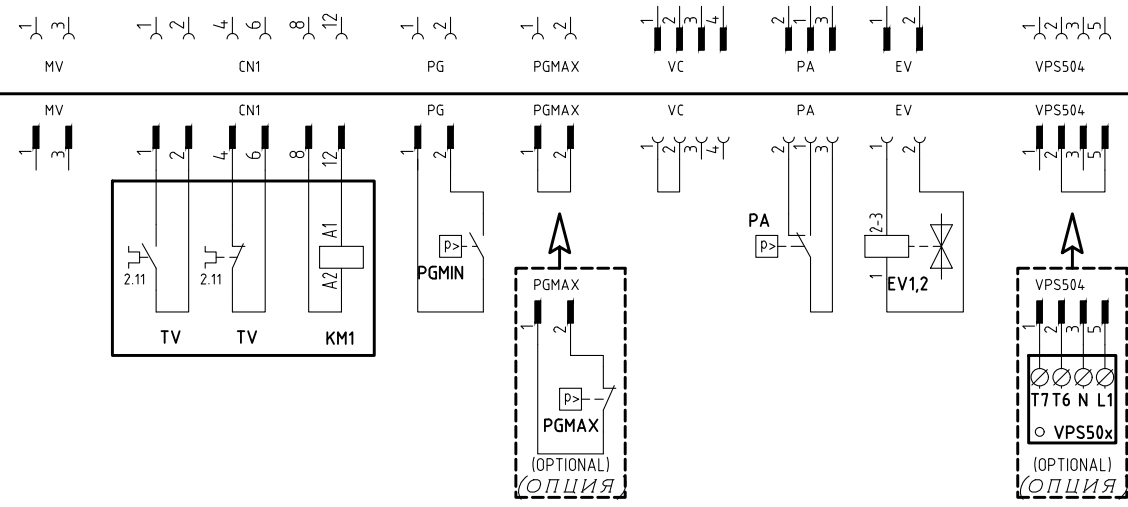 1 3 1 2 4 6 8 12 1 2 1 2 1 2 3 4 2 1 3 1 2 1 2 3 5
MV CN1 PG PGMAX VC PA EV VPS504
MV CN1 PG PGMAX VC PA EV VPS504
1 3 1 2 4 6 8 12 1 2 1 2 1 2 3 4 2 1 3 1 2 1 2 3 5
A1 2-3
PA
P> P>
2.11 2.11 A2 PGMIN 1 EV1,2
PGMAX VPS504
1 2 1 2 3 5
TV TV KM1
P>
T7 T6 N L1
PGMAX VPS50x
(OPTIONAL) (OPTIONAL)
(ОПЦИЯ) (ОПЦИЯ)